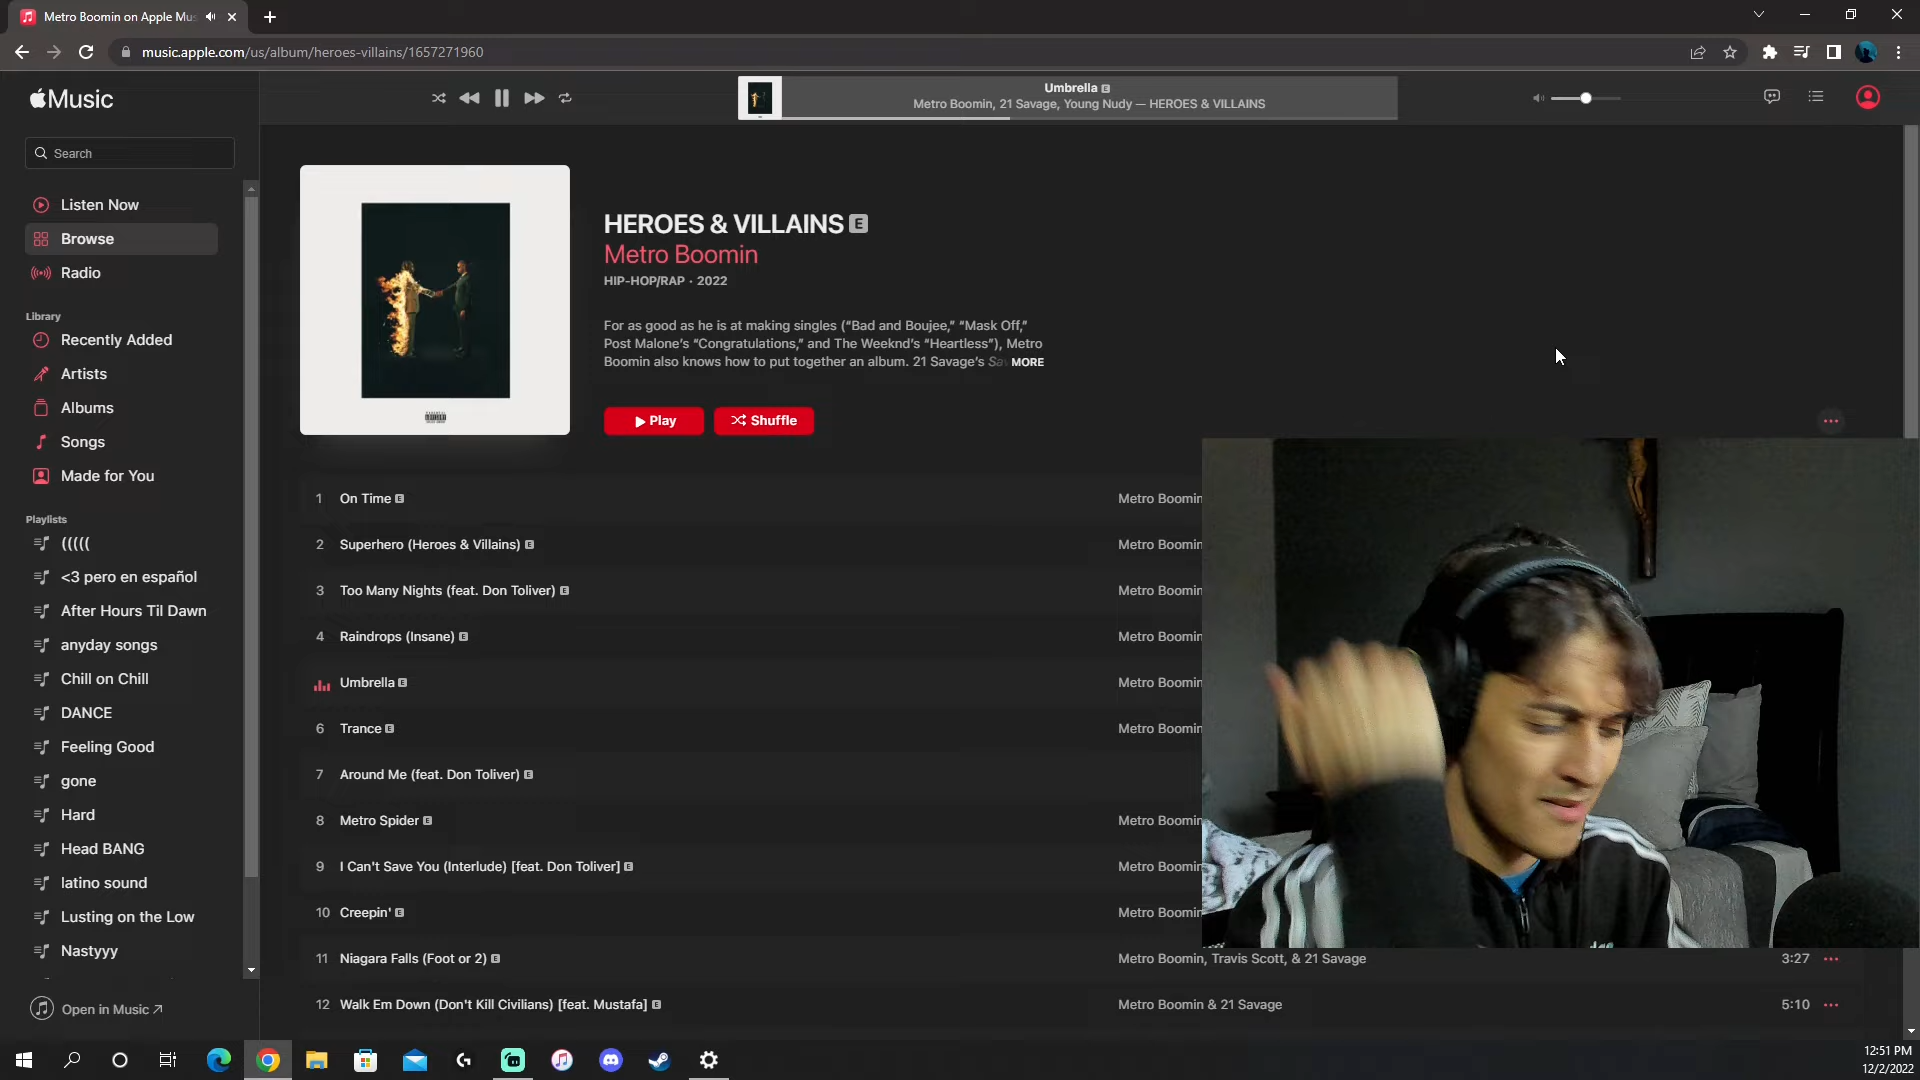 Metro Boomin on Apple Mus
music.apple.com/us/album/heroes-villains/1657271960
Music
Umbrella E
Metro Boomin, 21 Savage, Young Nudy — HEROES & VILLAINS
Search
Listen Now
Browse
Radio
Library
Recently Added
Artists
Albums
Songs
Made for You
Playlists
(((((
<3 pero en español
After Hours Til Dawn
anyday songs
Chill on Chill
DANCE
Feeling Good
gone
Hard
Head BANG
latino sound
Lusting on the Low
Nastyyy
Open in Music ↗
HEROES & VILLAINS E
Metro Boomin
HIP-HOP/RAP · 2022
For as good as he is at making singles (“Bad and Boujee,” “Mask Off,”
Post Malone’s “Congratulations,” and The Weeknd’s “Heartless”), Metro
Boomin also knows how to put together an album. 21 Savage’s Sav MORE
Play
Shuffle
1 On Time E Metro Boomin
2 Superhero (Heroes & Villains) E Metro Boomin
3 Too Many Nights (feat. Don Toliver) E Metro Boomin
4 Raindrops (Insane) E Metro Boomin
Umbrella E Metro Boomin
6 Trance E Metro Boomin
7 Around Me (feat. Don Toliver) E
8 Metro Spider E Metro Boomin
9 I Can't Save You (Interlude) [feat. Don Toliver] E Metro Boomin
10 Creepin' E Metro Boomin
11 Niagara Falls (Foot or 2) E Metro Boomin, Travis Scott, & 21 Savage 3:27
12 Walk Em Down (Don't Kill Civilians) [feat. Mustafa] E Metro Boomin & 21 Savage 5:10
12:51 PM
12/2/2022